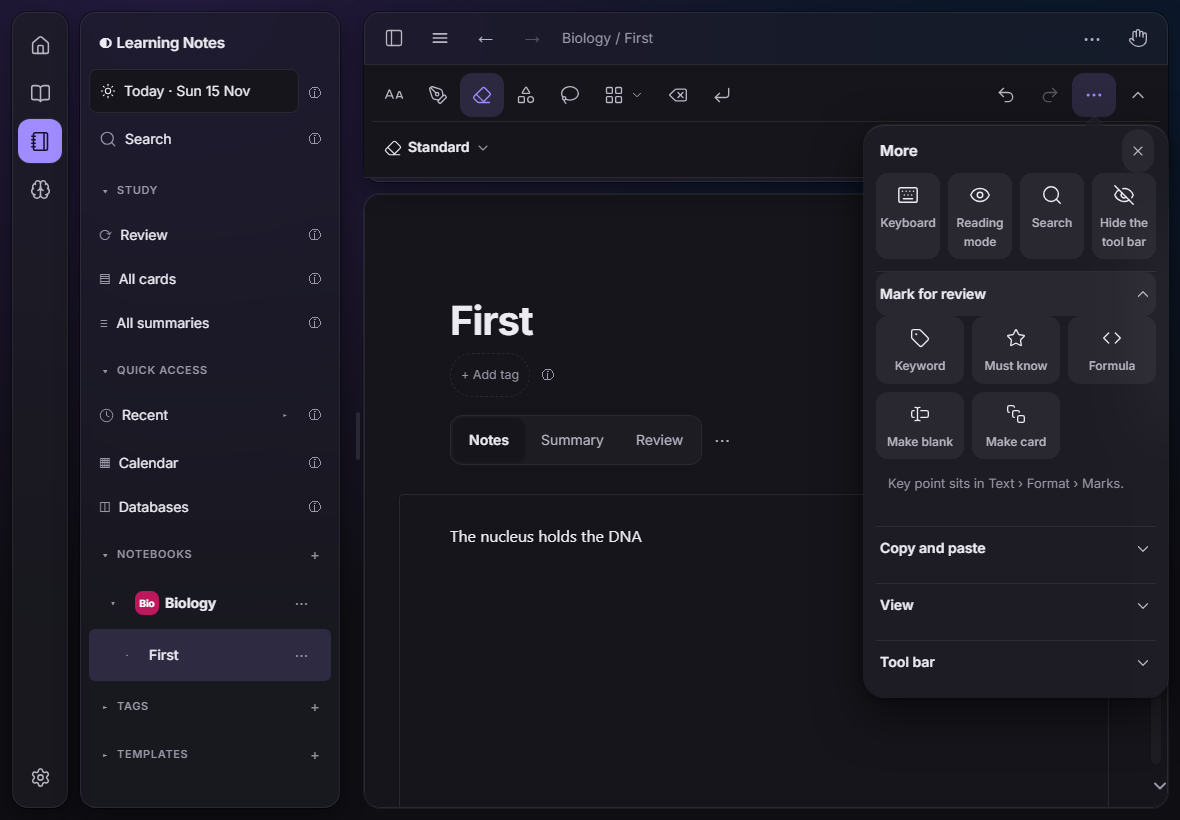 Learning Notes
Today · Sun 15 Nov
Search
STUDY
Review
All cards
All summaries
QUICK ACCESS
Recent
Calendar
Databases
NOTEBOOKS
Bio Biology
First
TAGS
TEMPLATES
Biology / First
AA
Standard
First
+ Add tag
Notes Summary Review
The nucleus holds the DNA
More
Keyboard
Reading mode
Search
Hide the tool bar
Mark for review
Keyword
Must know
Formula
Make blank
Make card
Key point sits in Text › Format › Marks.
Copy and paste
View
Tool bar